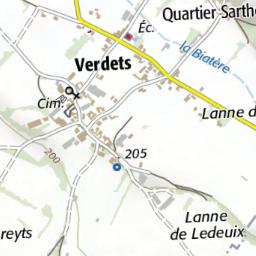 Quartier Sarthe
Éc.
la Biatère
Verdets
Cim.
Lanne d
200
205
Lanne
de Ledeuix
reyts